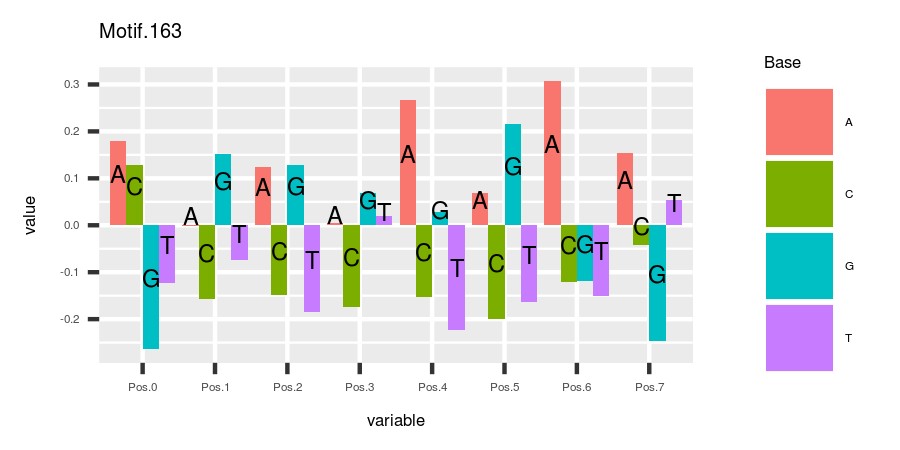 Motif.163
Base
value
0.3
0.2
0.1
0.0
-0.1
-0.2
A C G T A C G T A C G T A C G T A C G T A C G T A C G T A C G T
Pos.0 Pos.1 Pos.2 Pos.3 Pos.4 Pos.5 Pos.6 Pos.7
variable
A
C
G
T